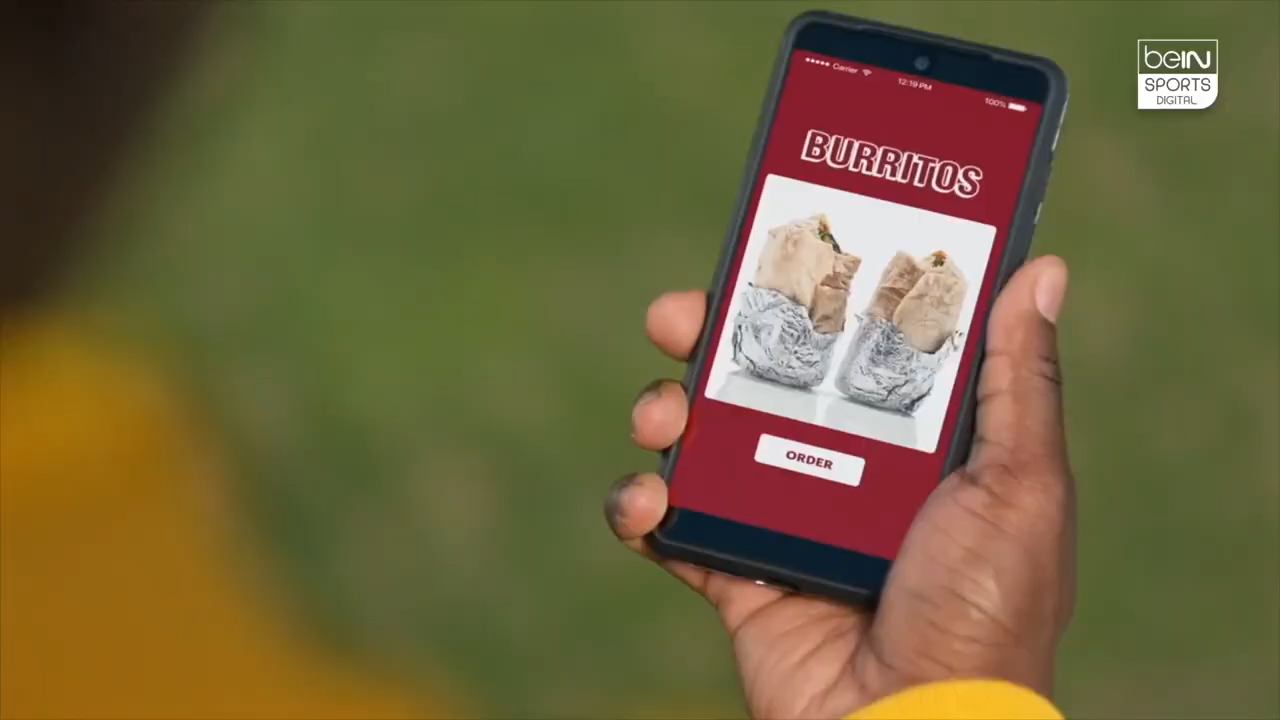 beIN
SPORTS
DIGITAL
Carrier
12:19 PM
100%
BURRITOS
ORDER